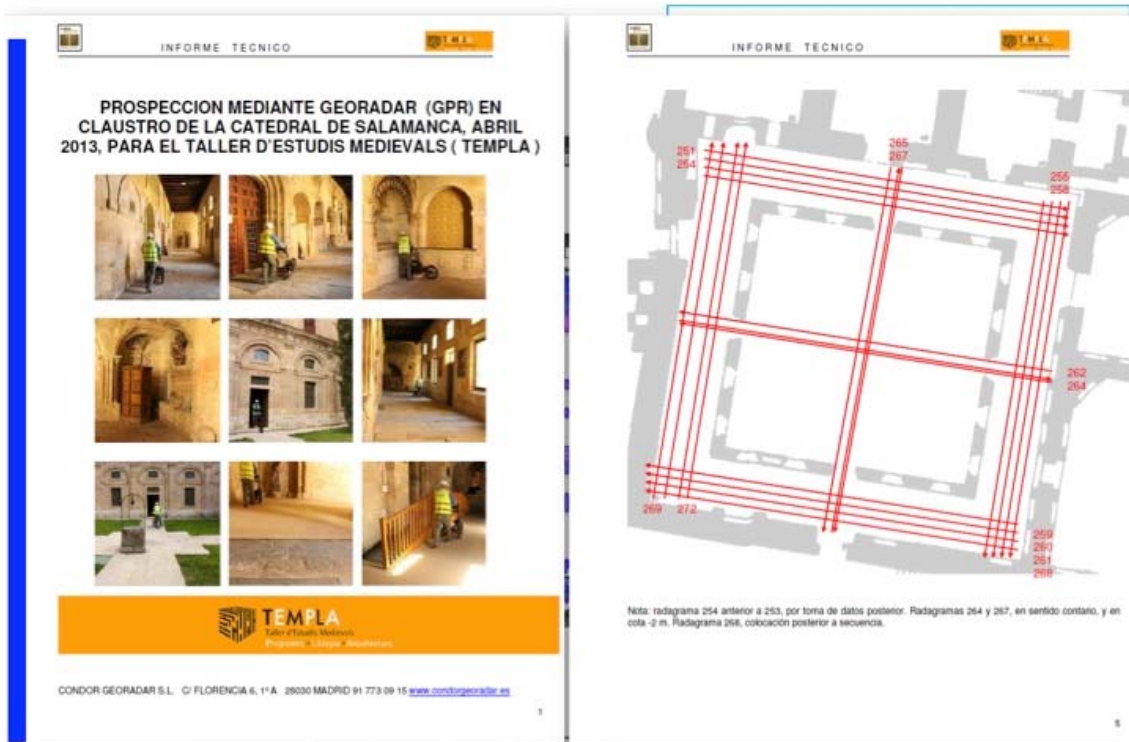 INFORME TECNICO
PROSPECCION MEDIANTE GEORADAR (GPR) EN
CLAUSTRO DE LA CATEDRAL DE SALAMANCA, ABRIL
2013, PARA EL TALLER D'ESTUDIS MEDIEVALS ( TEMPLA )
TEMPLA
Taller d'Estudis Medievals
CONDOR GEORADAR S.L. C/ FLORENCIA 6, 1º A 28030 MADRID 91 773 09 15 www.condorgeoradar.es
1
INFORME TECNICO
251
254
265
267
255
258
262
264
269 272
259
260
261
268
Nota: radagrama 254 anterior a 253, por toma de datos posterior. Radagramas 264 y 267, en sentido contario, y en
cota -2 m. Radagrama 268, colocación posterior a secuencia.
5